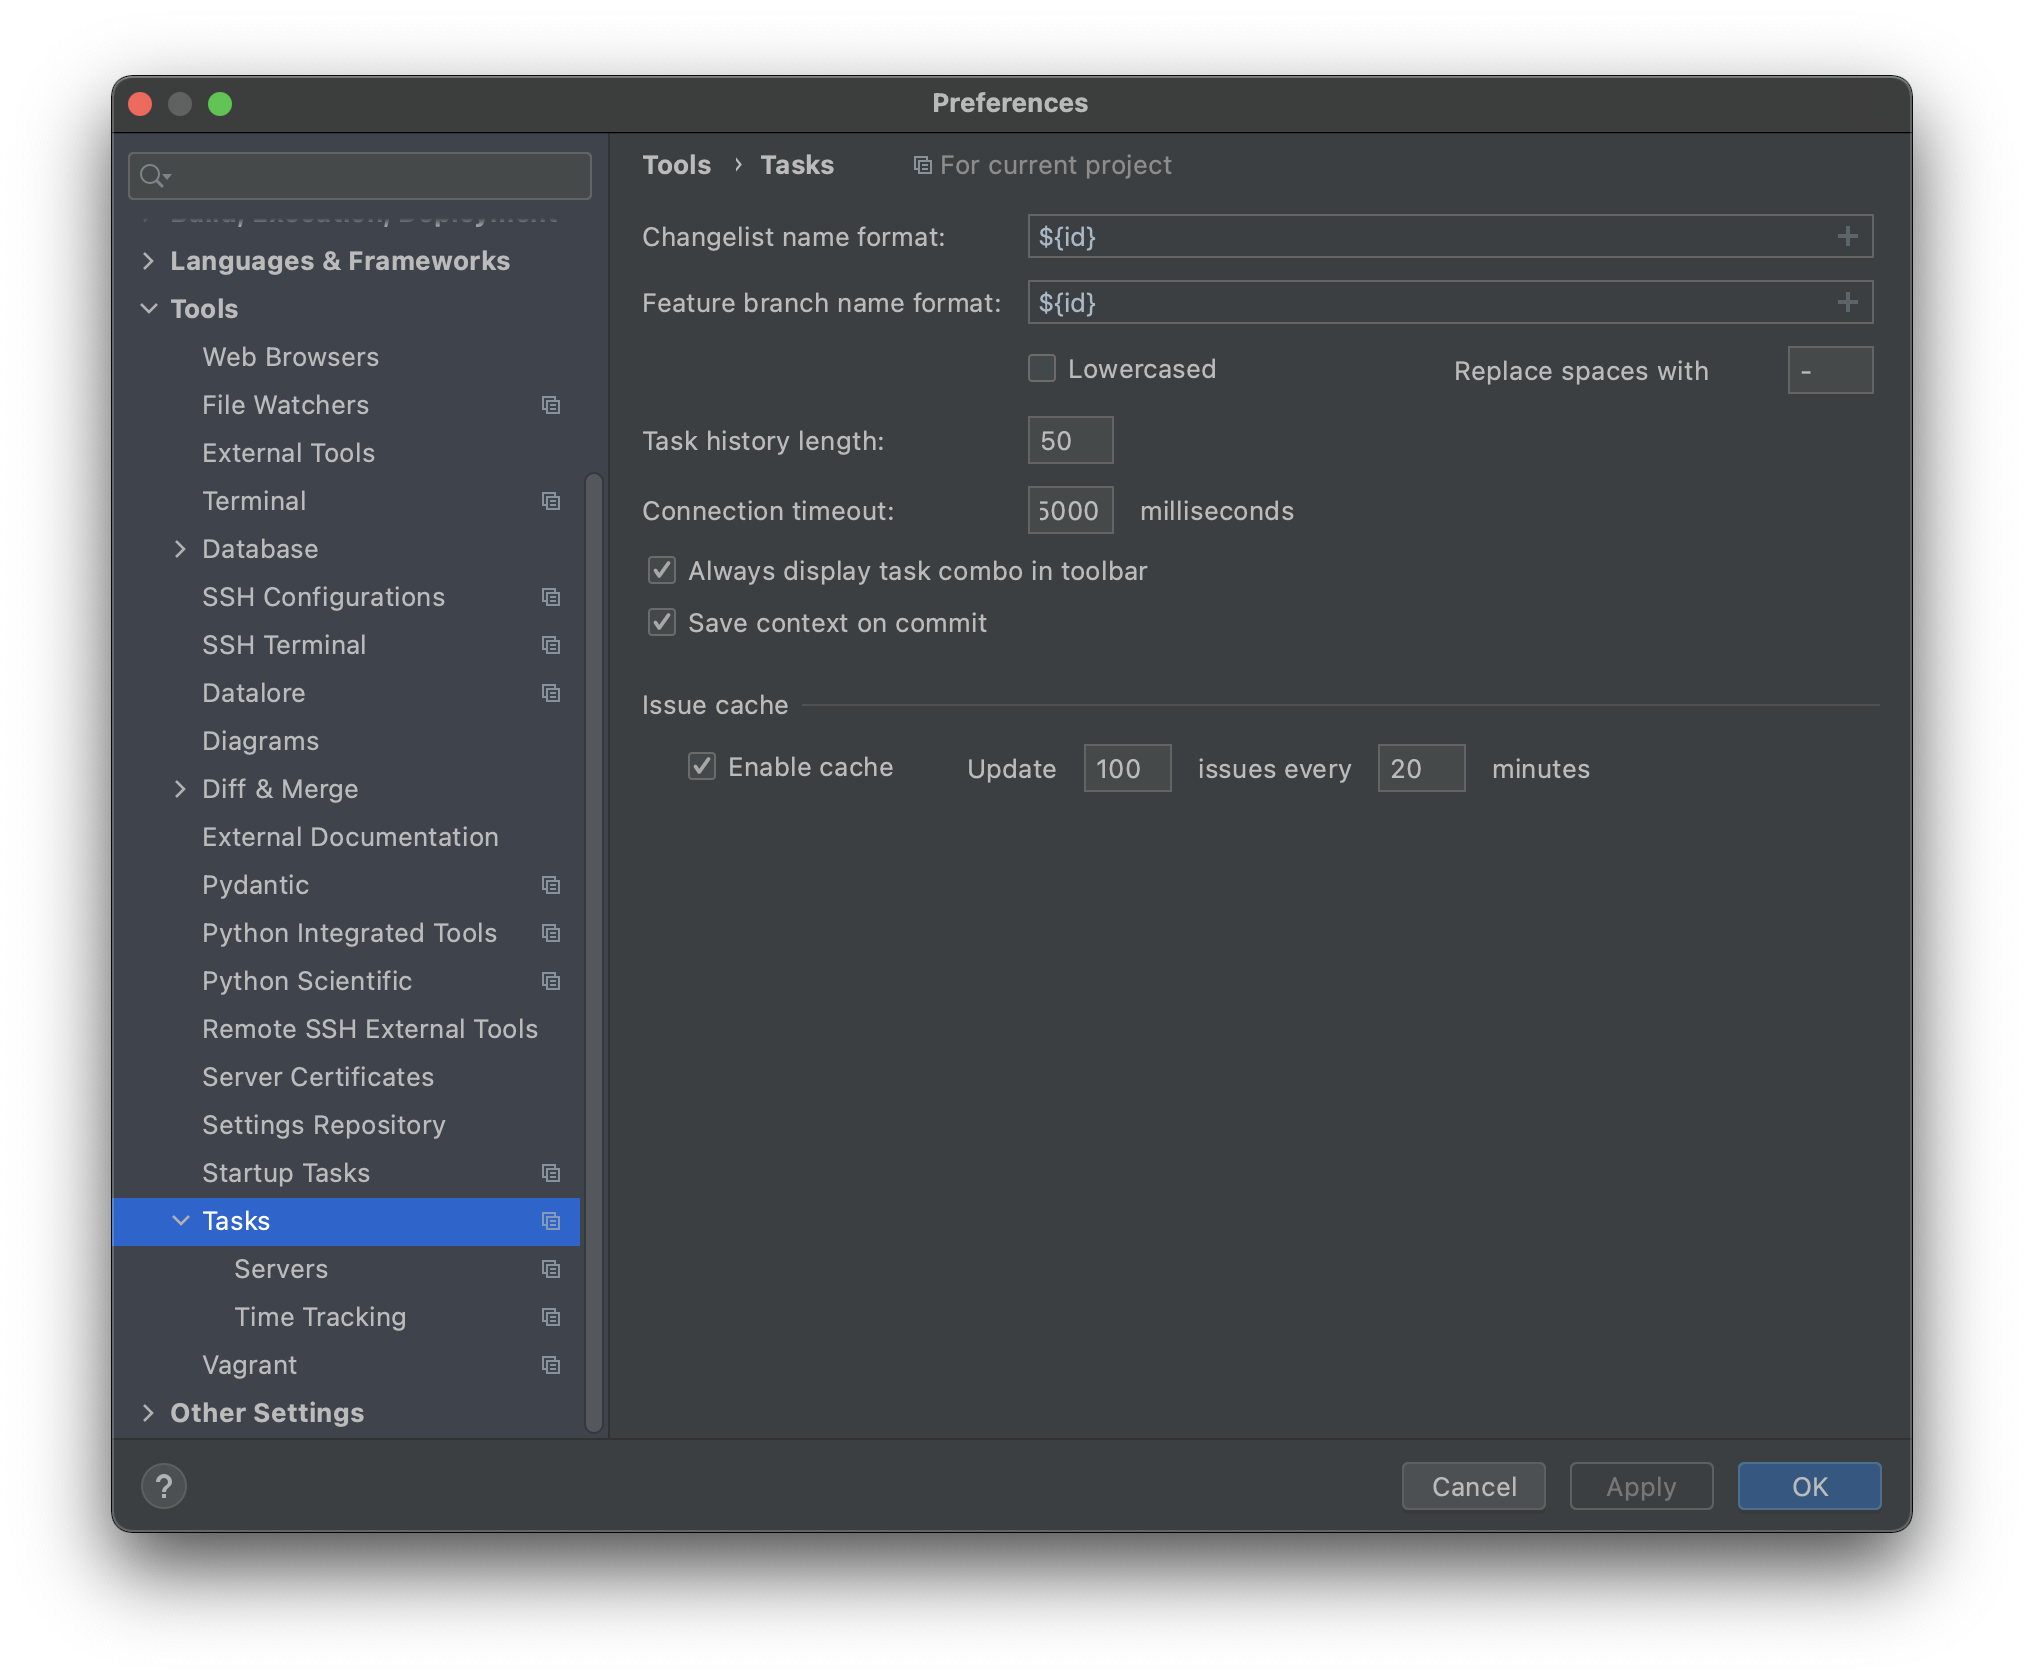 Preferences
Tools › Tasks For current project
Build, Execution, Deployment
Languages & Frameworks
Tools
Web Browsers
File Watchers
External Tools
Terminal
Database
SSH Configurations
SSH Terminal
Datalore
Diagrams
Diff & Merge
External Documentation
Pydantic
Python Integrated Tools
Python Scientific
Remote SSH External Tools
Server Certificates
Settings Repository
Startup Tasks
Tasks
Servers
Time Tracking
Vagrant
Other Settings
Changelist name format: ${id}
Feature branch name format: ${id}
Lowercased Replace spaces with -
Task history length: 50
Connection timeout: 5000 milliseconds
Always display task combo in toolbar
Save context on commit
Issue cache
Enable cache Update 100 issues every 20 minutes
? Cancel Apply OK